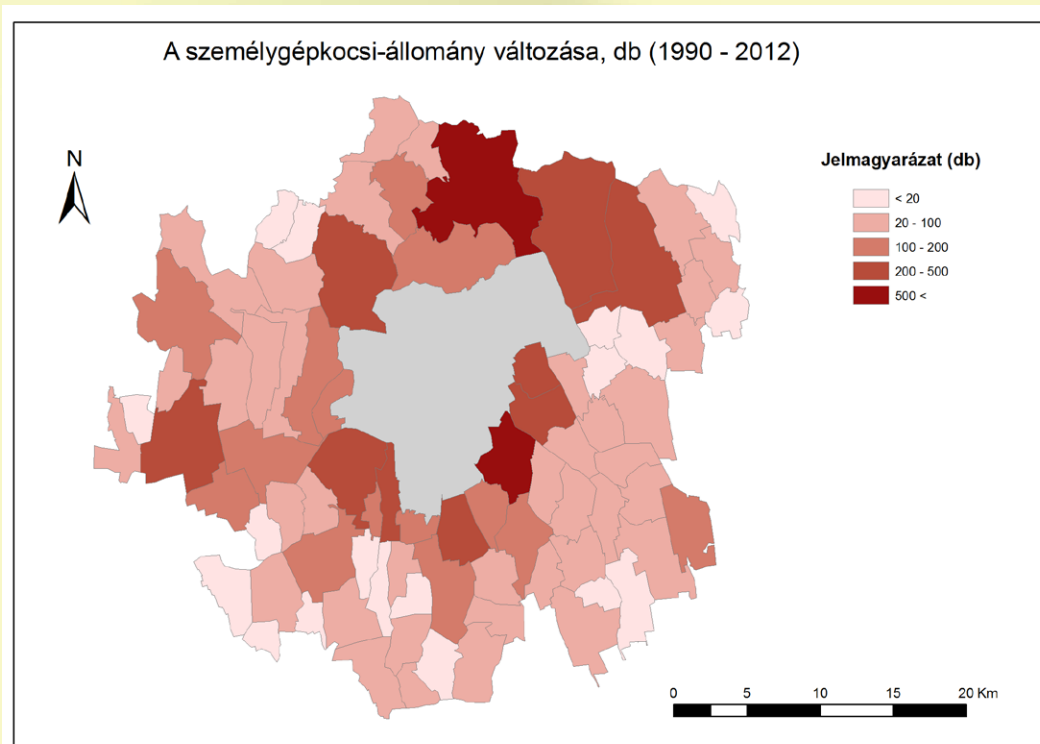 A személygépkocsi-állomány változása, db (1990 - 2012)
N
Jelmagyarázat (db)
< 20
20 - 100
100 - 200
200 - 500
500 <
0 5 10 15 20 Km